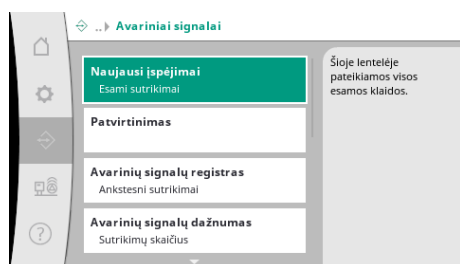 ..▸ Avariniai signalai
Naujausi įspėjimai
Esami sutrikimai
Patvirtinimas
Avarinių signalų registras
Ankstesni sutrikimai
Avarinių signalų dažnumas
Sutrikimų skaičius
Šioje lentelėje
pateikiamos visos
esamos klaidos.
?